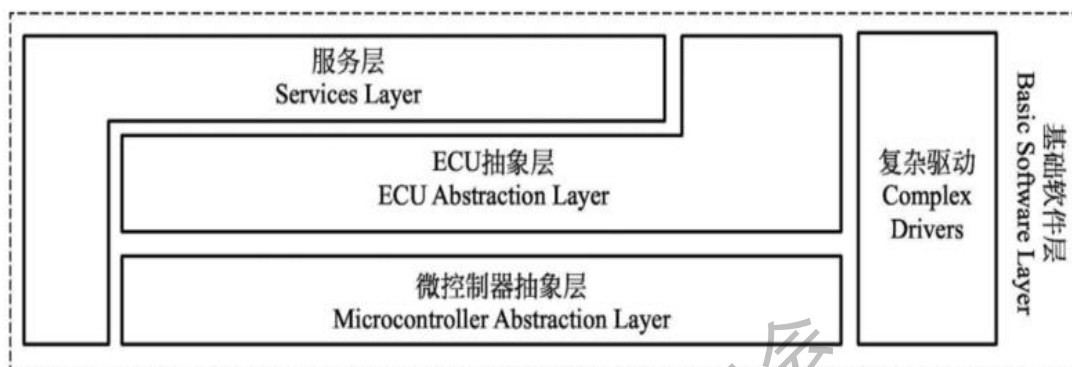 服务层
Services Layer
ECU抽象层
ECU Abstraction Layer
微控制器抽象层
Microcontroller Abstraction Layer
复杂驱动
Complex
Drivers
基础软件层
Basic Software Layer
会